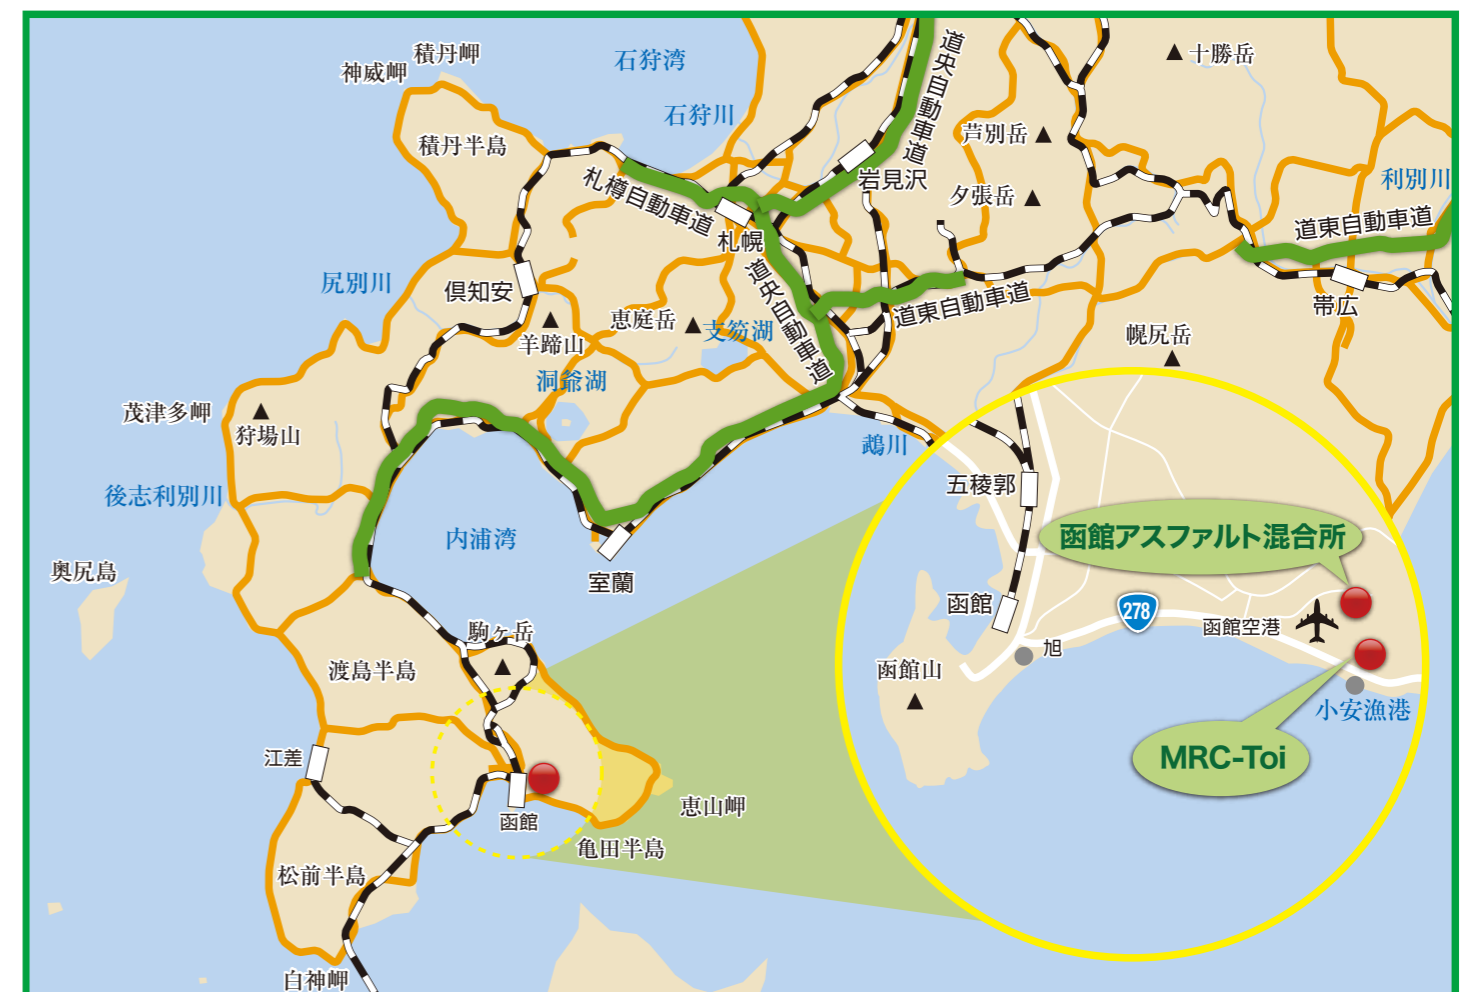 積丹岬
神威岬
石狩湾
石狩川
積丹半島
道央自動車道
十勝岳
芦別岳
岩見沢
夕張岳
利別川
札樽自動車道
札幌
道東自動車道
尻別川
倶知安
道央自動車道
恵庭岳
支笏湖
道東自動車道
帯広
羊蹄山
幌尻岳
洞爺湖
茂津多岬
狩場山
鵡川
後志利別川
内浦湾
五稜郭
函館アスファルト混合所
奥尻島
室蘭
函館
278
函館空港
駒ヶ岳
旭
渡島半島
函館山
小安漁港
江差
MRC-Toi
恵山岬
函館
亀田半島
松前半島
白神岬